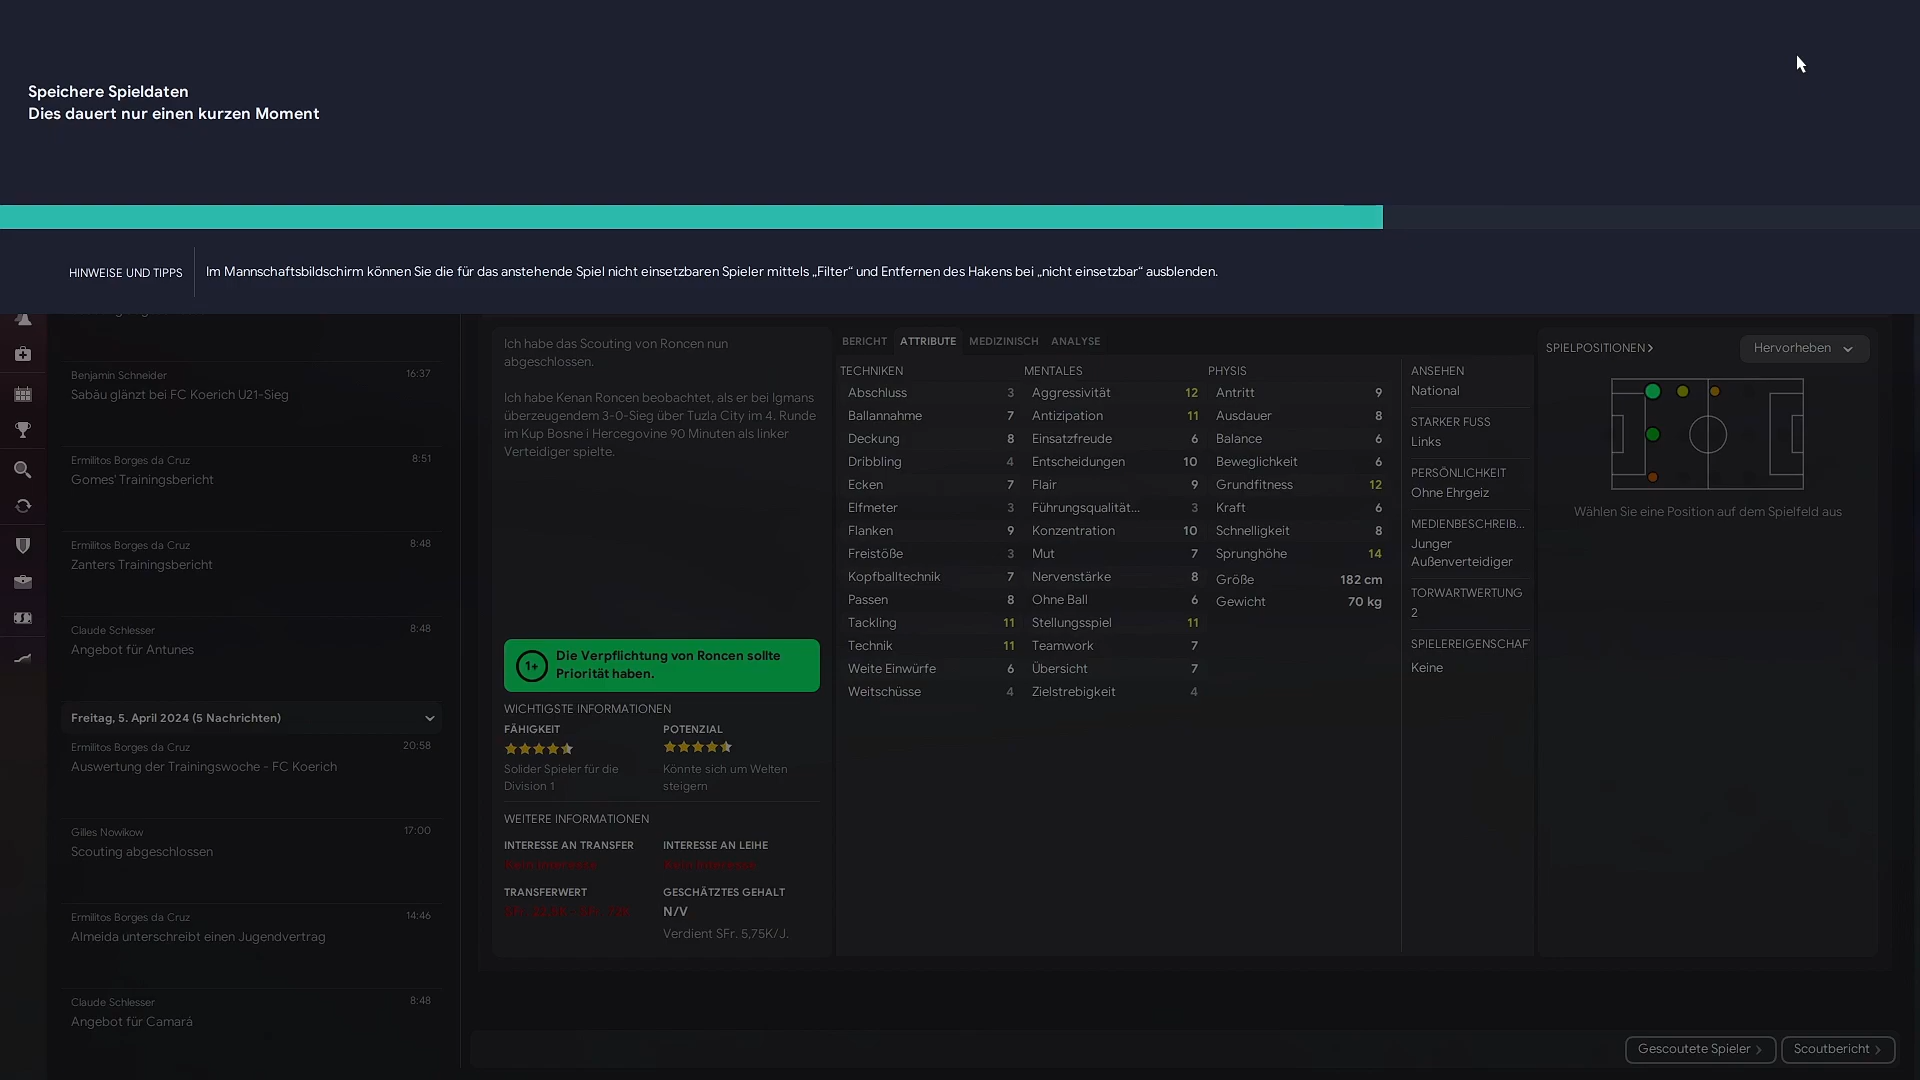 Speichere Spieldaten
Dies dauert nur einen kurzen Moment
HINWEISE UND TIPPS
Im Mannschaftsbildschirm können Sie die für das anstehende Spiel nicht einsetzbaren Spieler mittels „Filter“ und Entfernen des Hakens bei „nicht einsetzbar“ ausblenden.
Benjamin Schneider 16:37
Sabãu glänzt bei FC Koerich U21-Sieg
Ermilitos Borges da Cruz 8:51
Gomes' Trainingsbericht
Ermilitos Borges da Cruz 8:48
Zanters Trainingsbericht
Claude Schlesser 8:48
Angebot für Antunes
Freitag, 5. April 2024 (5 Nachrichten)
Ermilitos Borges da Cruz 20:58
Auswertung der Trainingswoche - FC Koerich
Gilles Nowikow 17:00
Scouting abgeschlossen
Ermilitos Borges da Cruz 14:46
Almeida unterschreibt einen Jugendvertrag
Claude Schlesser 8:48
Angebot für Camará
Ich habe das Scouting von Roncen nun
abgeschlossen.
Ich habe Kenan Roncen beobachtet, als er bei Igmans
überzeugendem 3-0-Sieg über Tuzla City im 4. Runde
im Kup Bosne i Hercegovine 90 Minuten als linker
Verteidiger spielte.
1+
Die Verpflichtung von Roncen sollte
Priorität haben.
WICHTIGSTE INFORMATIONEN
FÄHIGKEIT
Solider Spieler für die
Division 1
POTENZIAL
Könnte sich um Welten
steigern
WEITERE INFORMATIONEN
INTERESSE AN TRANSFER
Kein Interesse
INTERESSE AN LEIHE
Kein Interesse
TRANSFERWERT
GESCHÄTZTES GEHALT
N/V
Verdient SFr. 5,75K/J.
BERICHT ATTRIBUTE MEDIZINISCH ANALYSE
TECHNIKEN
Abschluss 3
Ballannahme 7
Deckung 8
Dribbling 4
Ecken 7
Elfmeter 3
Flanken 9
Freistöße 3
Kopfballtechnik 7
Passen 8
Tackling 11
Technik 11
Weite Einwürfe 6
Weitschüsse 4
MENTALES
Aggressivität 12
Antizipation 11
Einsatzfreude 6
Entscheidungen 10
Flair 9
Führungsqualität... 3
Konzentration 10
Mut 7
Nervenstärke 8
Ohne Ball 6
Stellungsspiel 11
Teamwork 7
Übersicht 7
Zielstrebigkeit 4
PHYSIS
Antritt 9
Ausdauer 8
Balance 6
Beweglichkeit 6
Grundfitness 12
Kraft 6
Schnelligkeit 8
Sprunghöhe 14
Größe 182 cm
Gewicht 70 kg
ANSEHEN
National
STARKER FUSS
Links
PERSÖNLICHKEIT
Ohne Ehrgeiz
MEDIENBESCHREIB...
Junger
Außenverteidiger
TORWARTWERTUNG
2
SPIELEREIGENSCHAF
Keine
SPIELPOSITIONEN
Hervorheben
Wählen Sie eine Position auf dem Spielfeld aus
Gescoutete Spieler
Scoutbericht